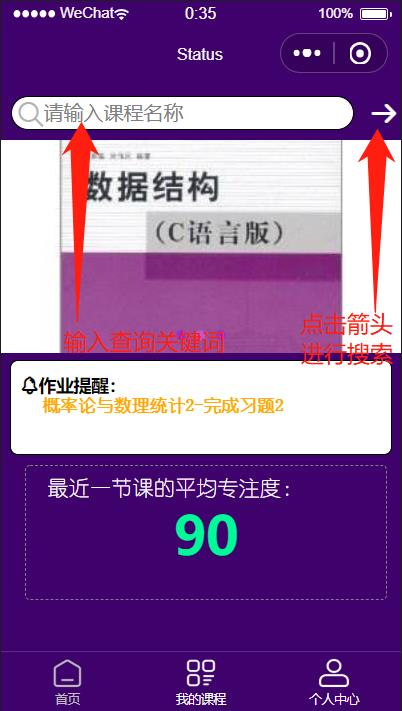 WeChat 0:35 100%
Status
请输入课程名称
数据结构
（C语言版）
输入查询关键词
点击箭头
进行搜索
作业提醒：
概率论与数理统计2-完成习题2
最近一节课的平均专注度：
90
首页 我的课程 个人中心